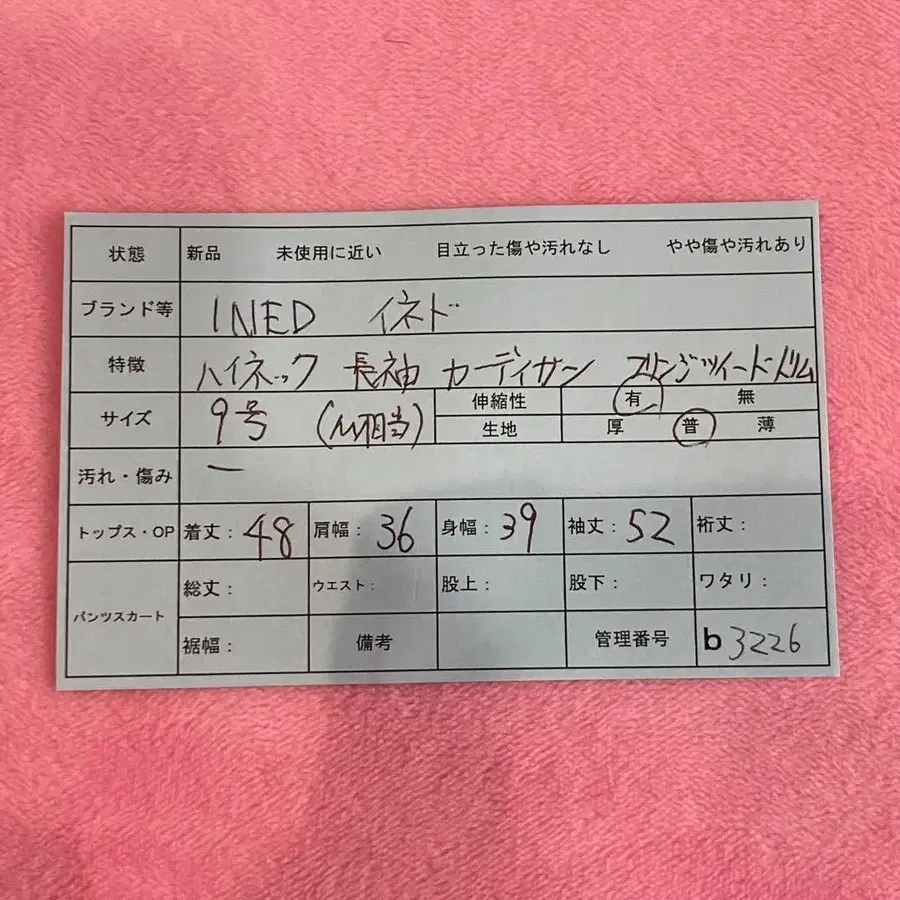 状態 新品 未使用に近い 目立った傷や汚れなし やや傷や汚れあり
ブランド等 INED イネド
特徴 ハイネック 長袖 カーディガン フリンジツイード
サイズ 9号 (M相当) 伸縮性 有 無
生地 厚 普 薄
汚れ・傷み ー
トップス・OP 着丈: 48 肩幅: 36 身幅: 39 袖丈: 52 裄丈:
パンツスカート 総丈: ウエスト: 股上: 股下: ワタリ:
裾幅: 備考 管理番号 b 3226